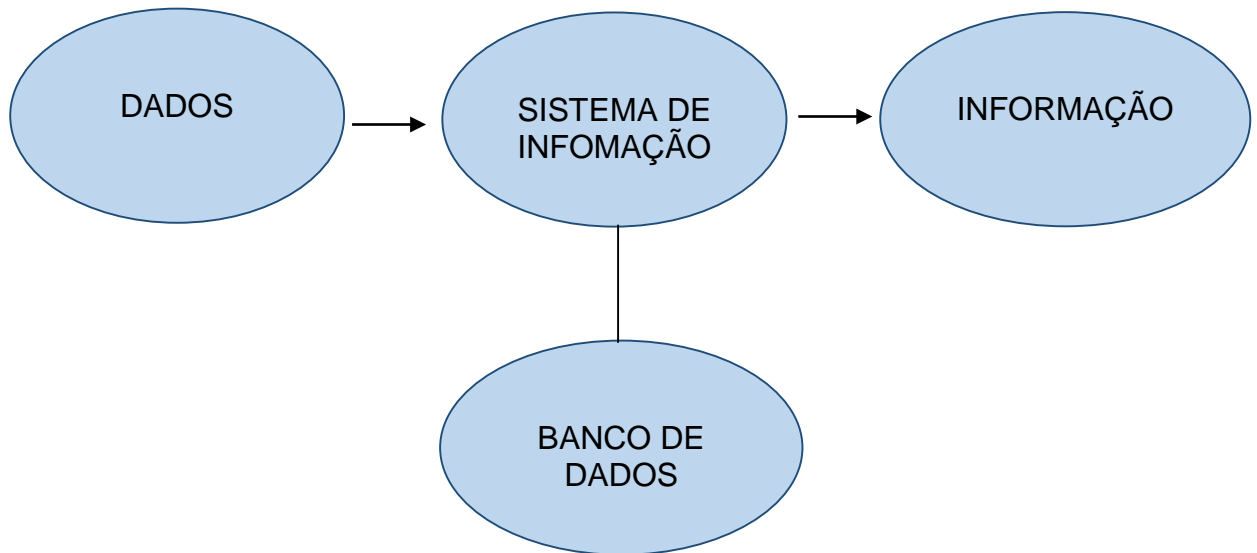 DADOS
SISTEMA DE
INFOMAÇÃO
INFORMAÇÃO
BANCO DE
DADOS